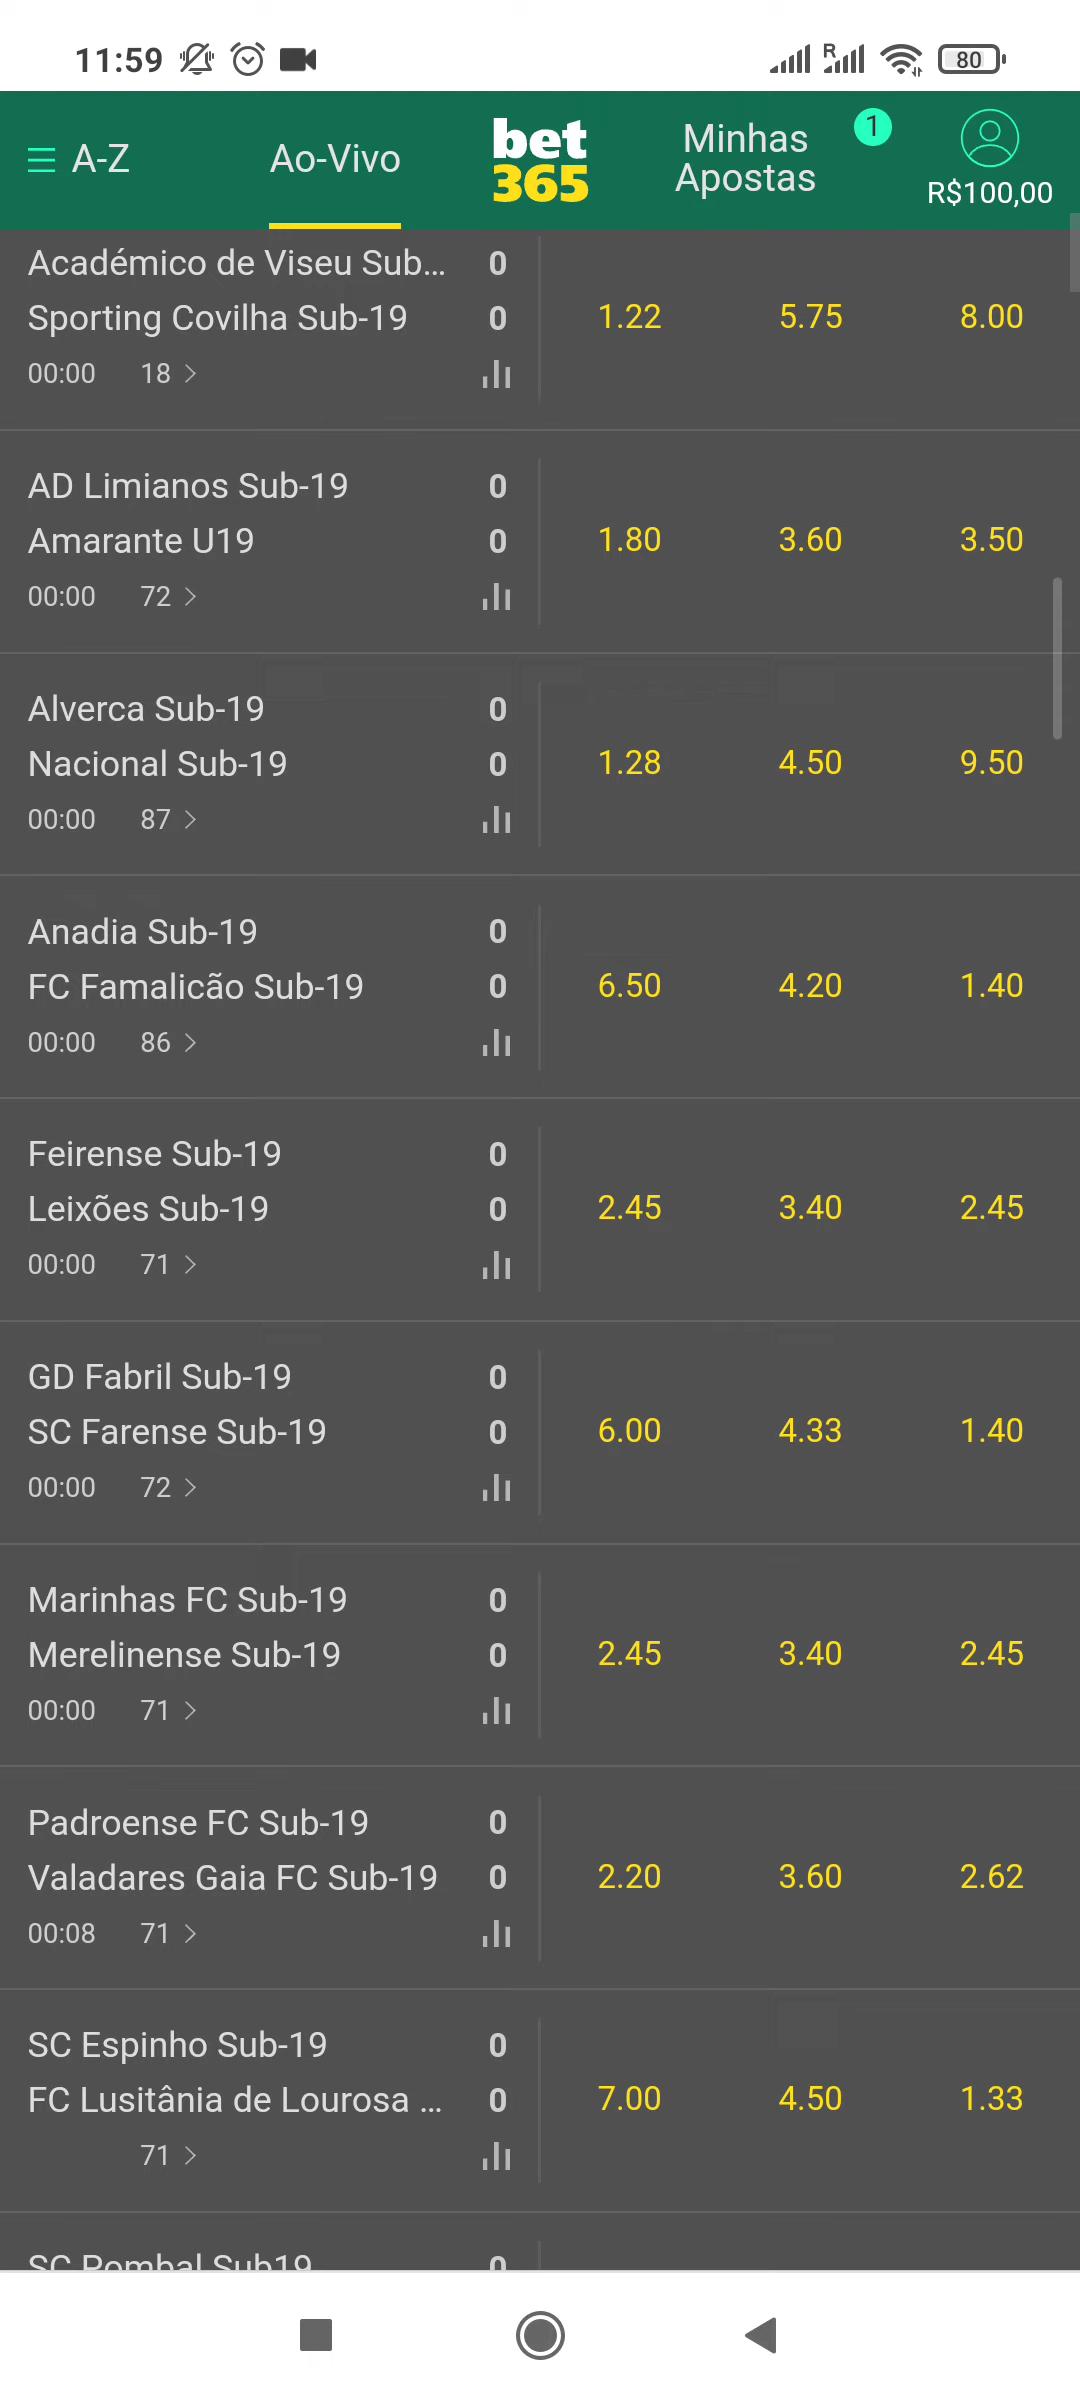 11:59 R 80
A-Z Ao-Vivo bet365 Minhas Apostas 1 R$100,00
Académico de Viseu Sub... 0
Sporting Covilha Sub-19 0 1.22 5.75 8.00
00:00 18 >
AD Limianos Sub-19 0
Amarante U19 0 1.80 3.60 3.50
00:00 72 >
Alverca Sub-19 0
Nacional Sub-19 0 1.28 4.50 9.50
00:00 87 >
Anadia Sub-19 0
FC Famalicão Sub-19 0 6.50 4.20 1.40
00:00 86 >
Feirense Sub-19 0
Leixões Sub-19 0 2.45 3.40 2.45
00:00 71 >
GD Fabril Sub-19 0
SC Farense Sub-19 0 6.00 4.33 1.40
00:00 72 >
Marinhas FC Sub-19 0
Merelinense Sub-19 0 2.45 3.40 2.45
00:00 71 >
Padroense FC Sub-19 0
Valadares Gaia FC Sub-19 0 2.20 3.60 2.62
00:08 71 >
SC Espinho Sub-19 0
FC Lusitânia de Lourosa ... 0 7.00 4.50 1.33
71 >
SC Pombal Sub19 0